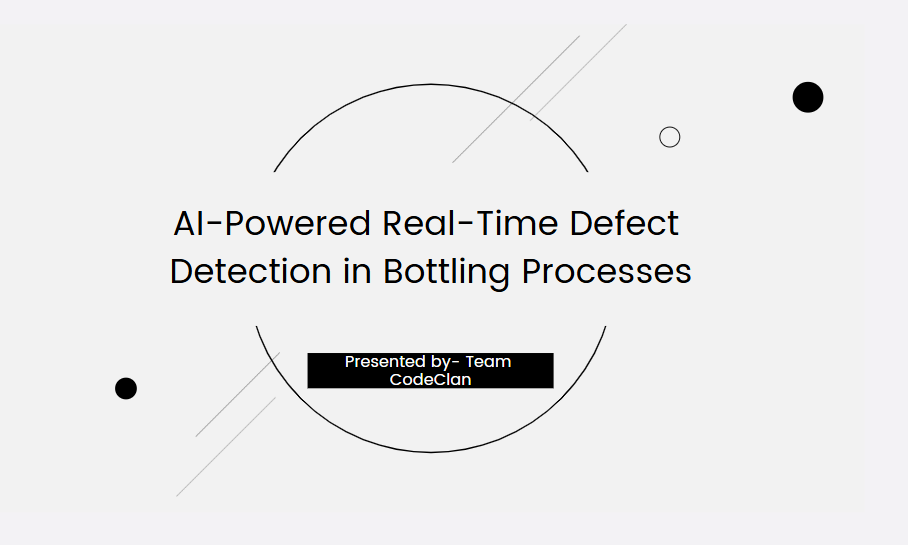 AI-Powered Real-Time Defect
Detection in Bottling Processes
Presented by- Team
CodeClan